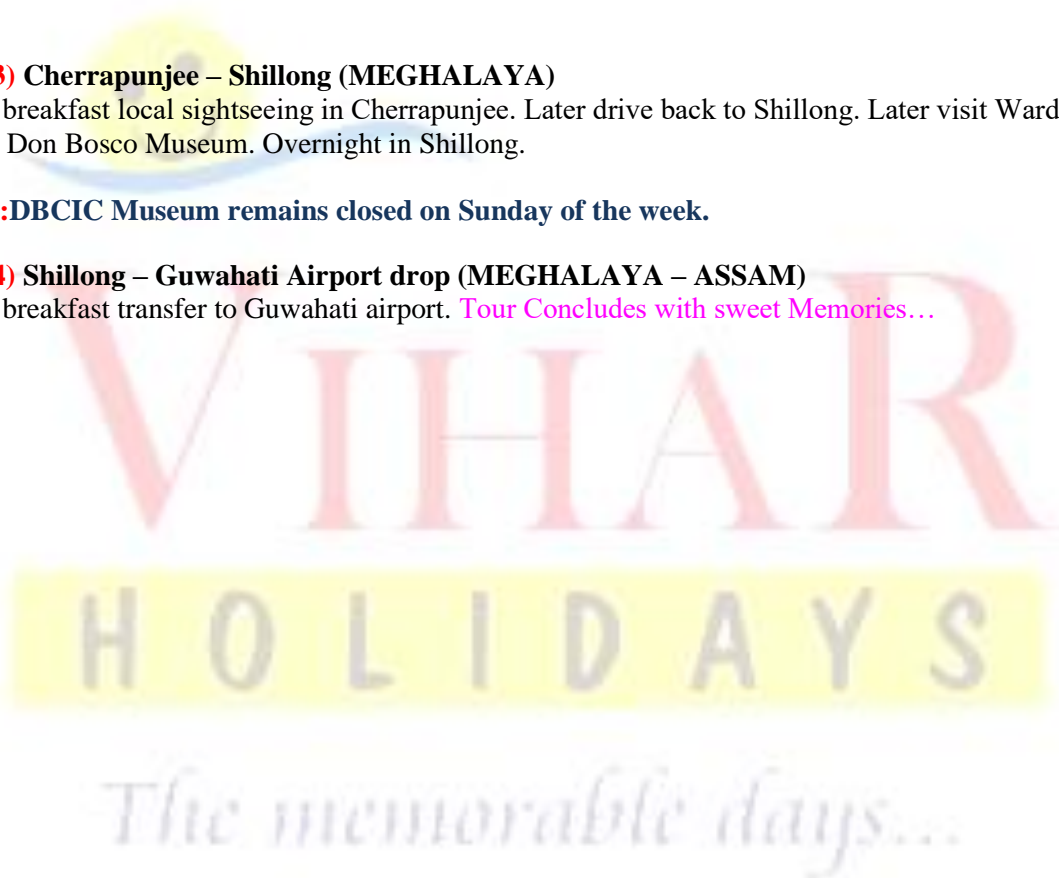 3) Cherrapunjee – Shillong (MEGHALAYA)
breakfast local sightseeing in Cherrapunjee. Later drive back to Shillong. Later visit Ward
Don Bosco Museum. Overnight in Shillong.
:DBCIC Museum remains closed on Sunday of the week.
4) Shillong – Guwahati Airport drop (MEGHALAYA – ASSAM)
breakfast transfer to Guwahati airport. Tour Concludes with sweet Memories…
VIHAR
HOLIDAYS
The memorable days...